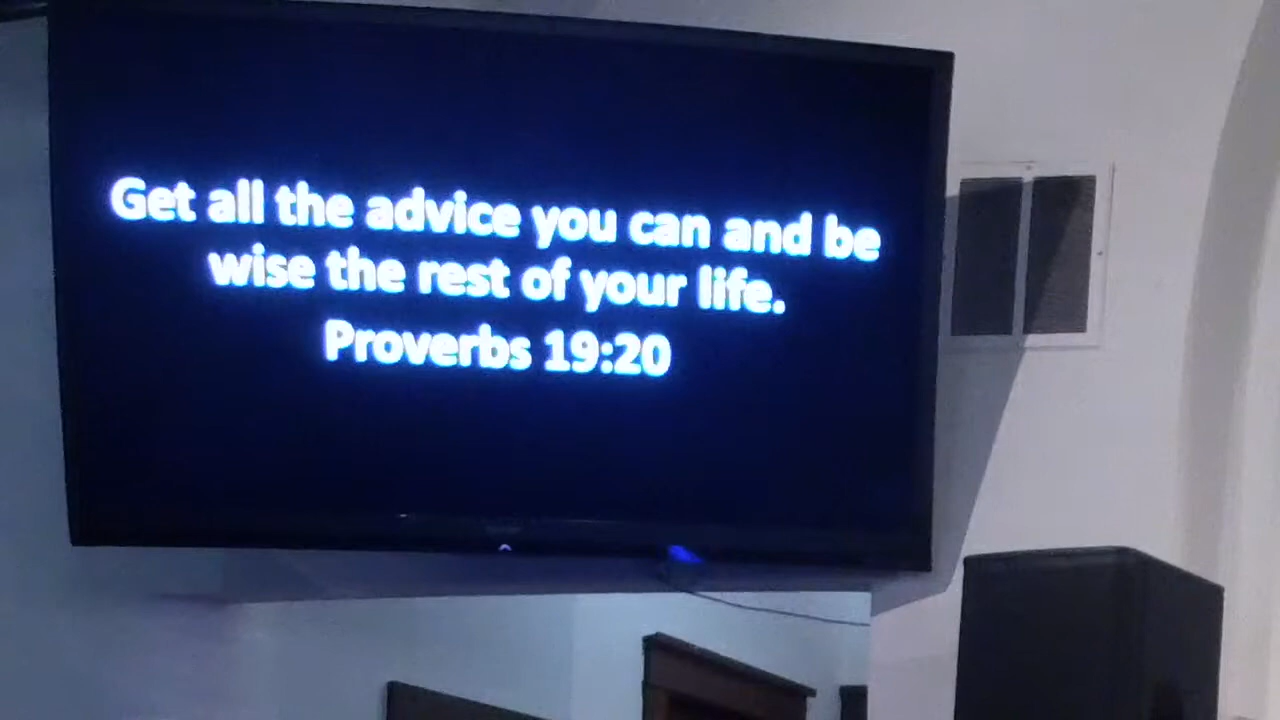 Get all the advice you can and be
wise the rest of your life.
Proverbs 19:20